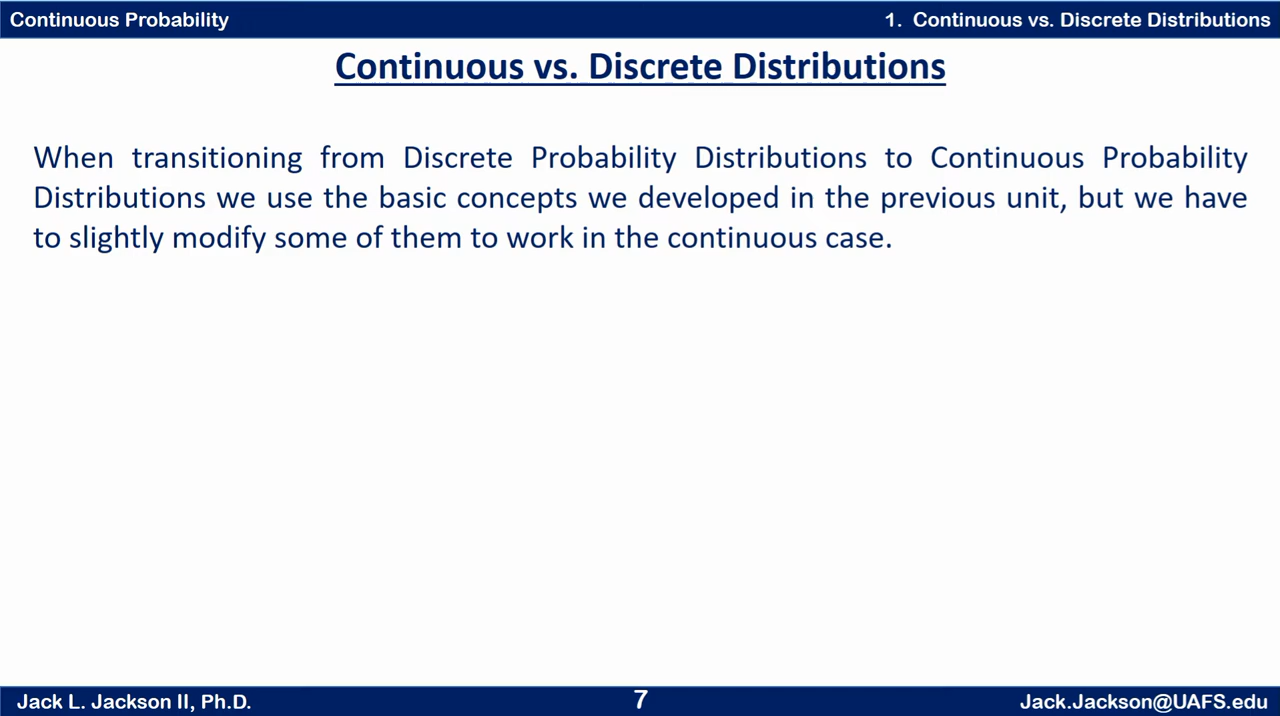 Continuous Probability
1. Continuous vs. Discrete Distributions
Continuous vs. Discrete Distributions
When transitioning from Discrete Probability Distributions to Continuous Probability
Distributions we use the basic concepts we developed in the previous unit, but we have
to slightly modify some of them to work in the continuous case.
Jack L. Jackson II, Ph.D.
7
Jack.Jackson@UAFS.edu